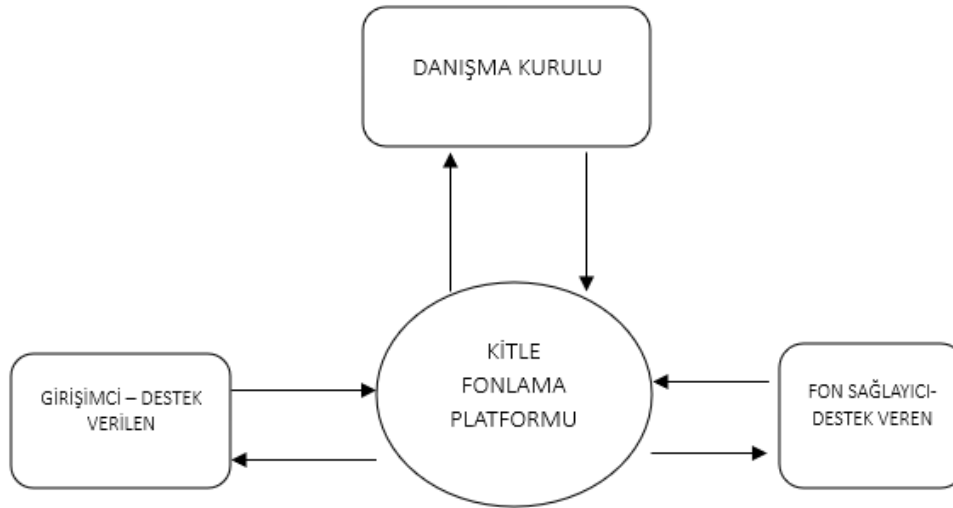 DANIŞMA KURULU
KİTLE
FONLAMA
PLATFORMU
GİRİŞİMCİ – DESTEK
VERİLEN
FON SAĞLAYICI-
DESTEK VEREN